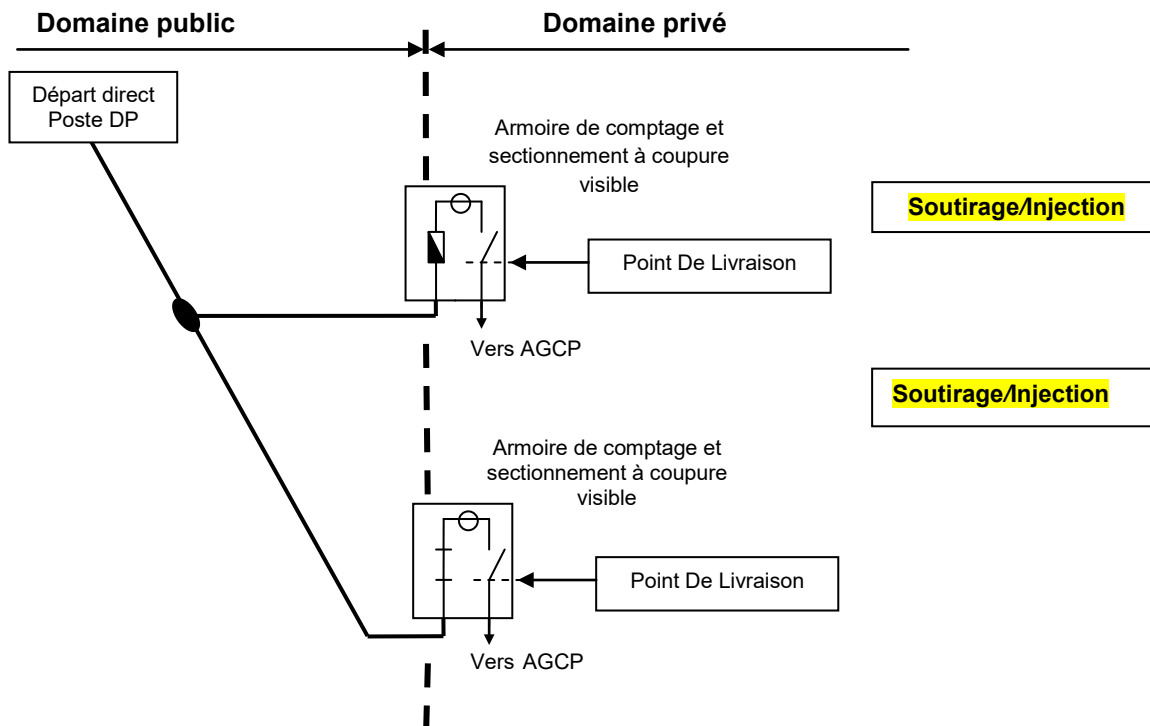 Domaine public
Domaine privé
Départ direct
Poste DP
Armoire de comptage et
sectionnement à coupure
visible
Soutirage/Injection
Point De Livraison
Vers AGCP
Soutirage/Injection
Armoire de comptage et
sectionnement à coupure
visible
Point De Livraison
Vers AGCP